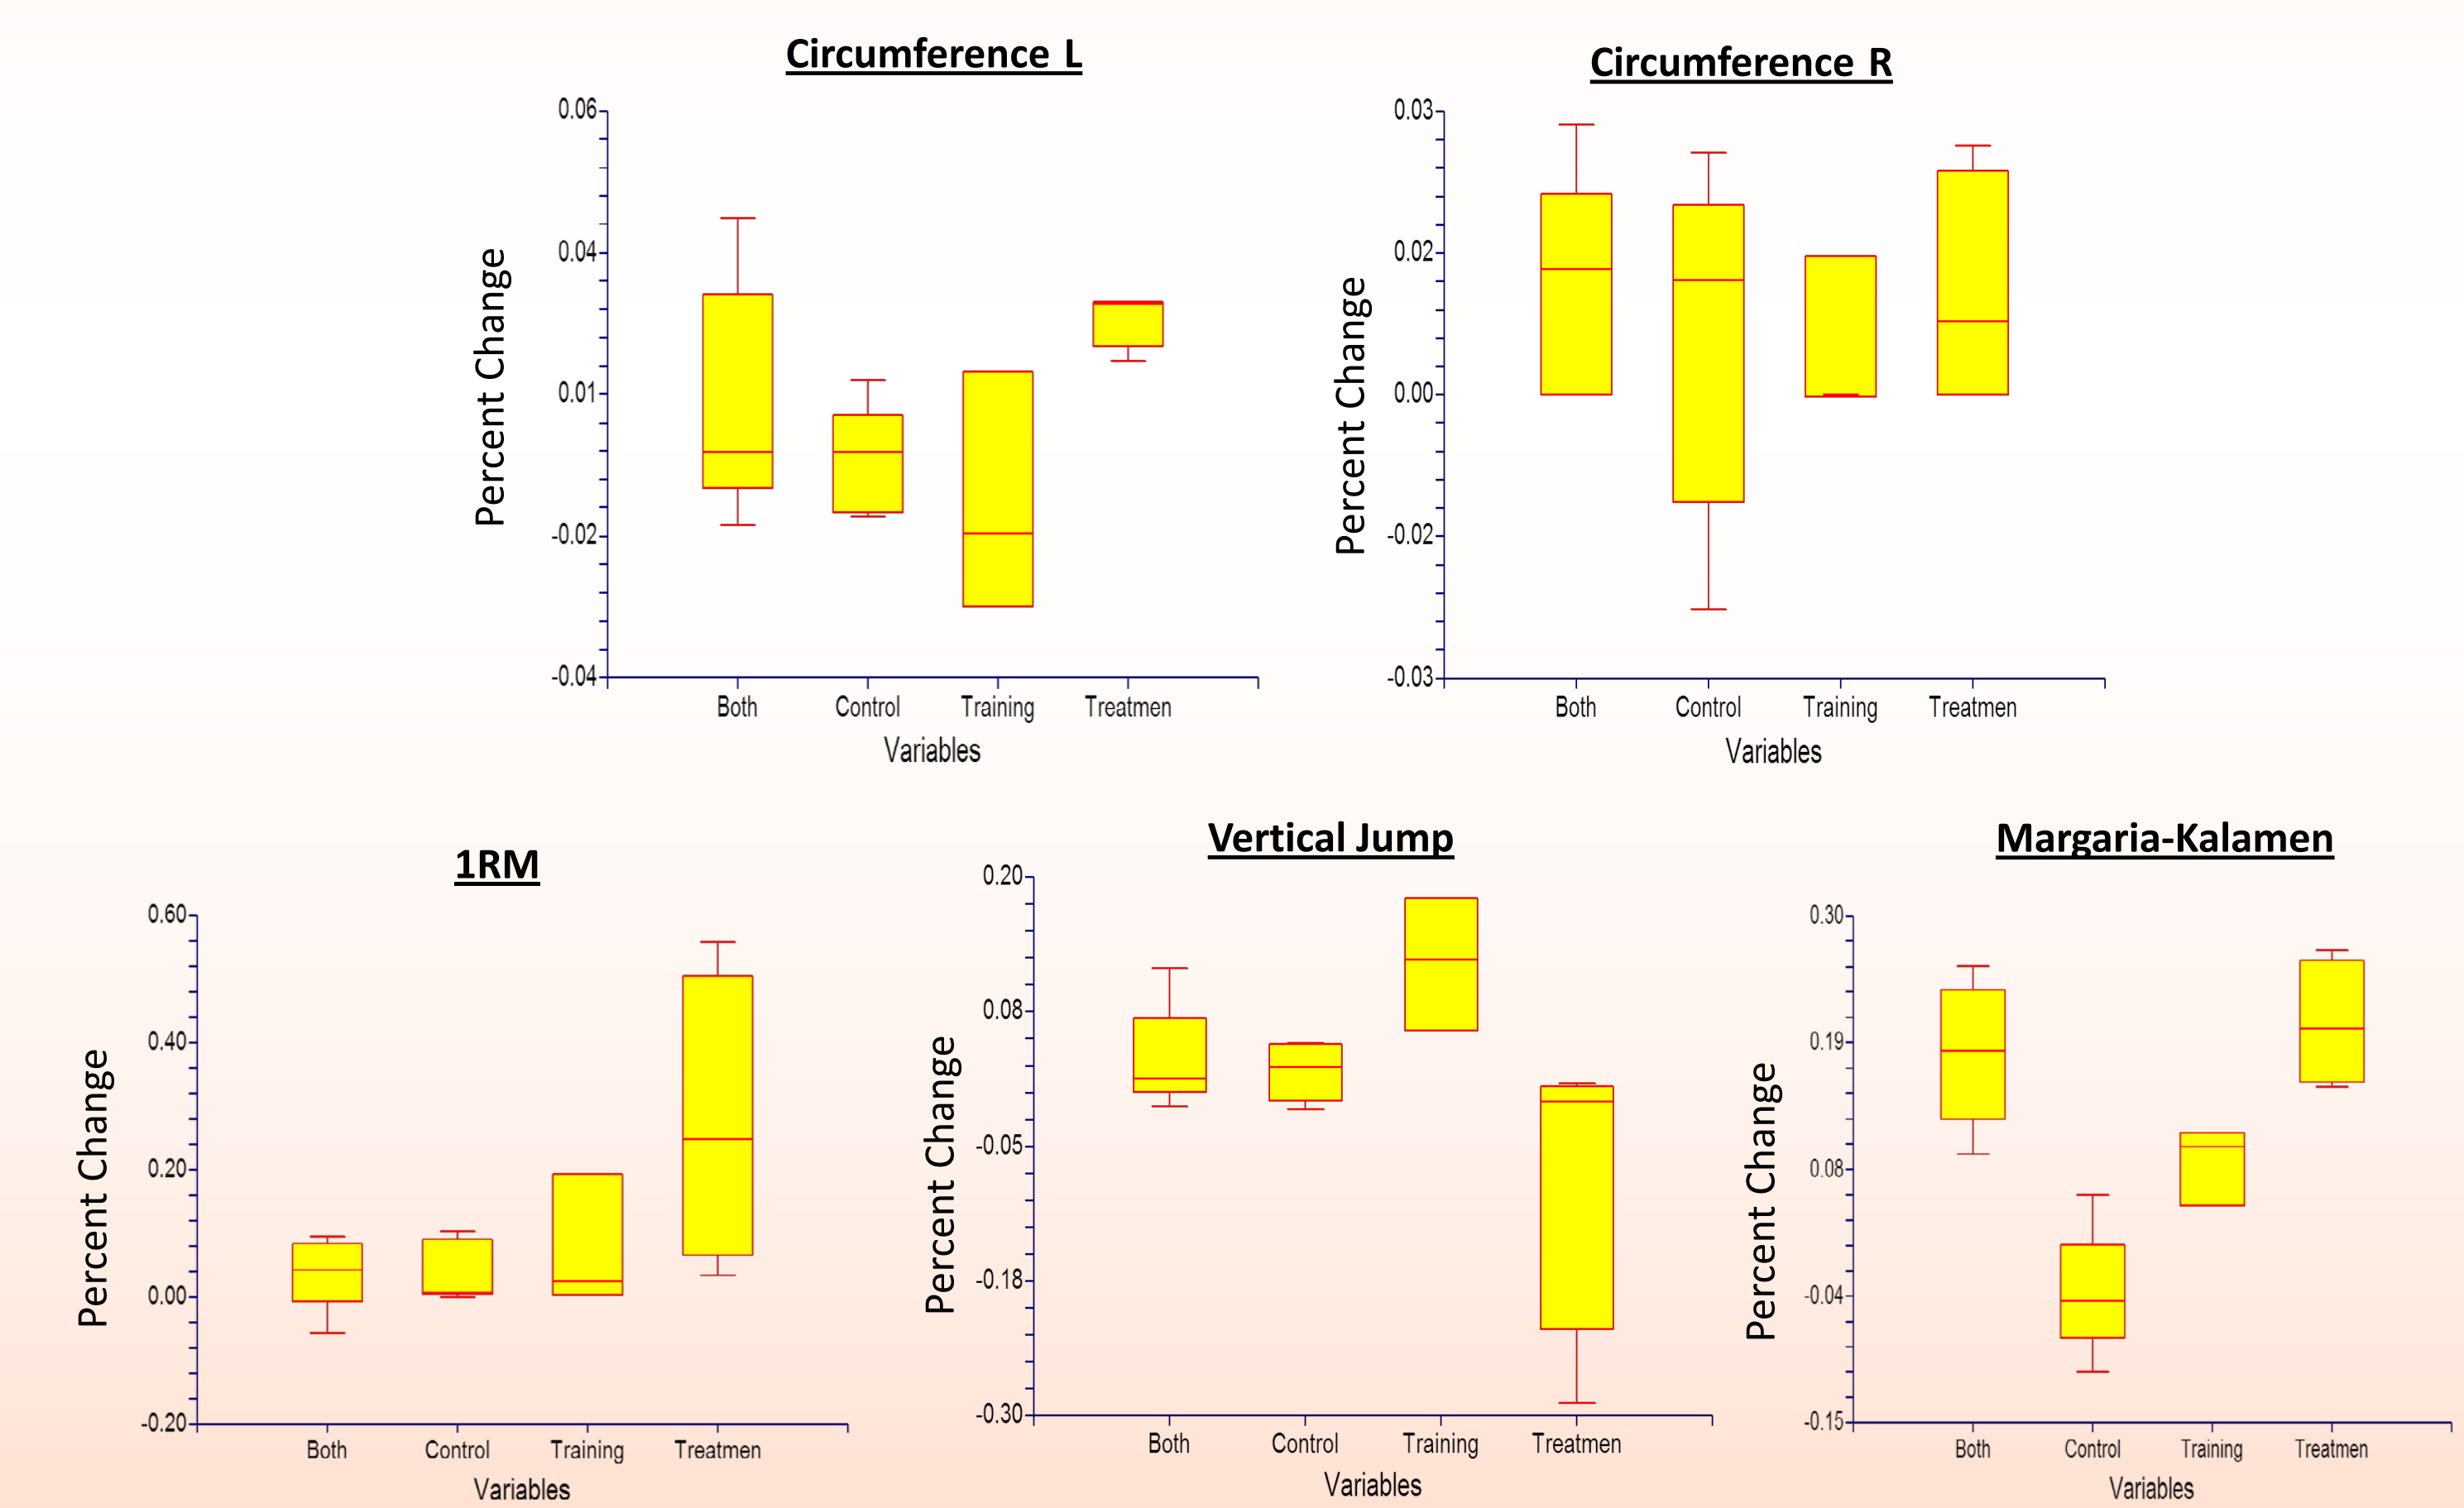 Circumference L
0.06
0.04
0.01
-0.02
-0.04
Percent Change
Both Control Training Treatmen
Variables
Circumference R
0.03
0.02
0.00
-0.02
-0.03
Percent Change
Both Control Training Treatmen
Variables
1RM
0.60
0.40
0.20
0.00
-0.20
Percent Change
Both Control Training Treatmen
Variables
Vertical Jump
0.20
0.08
-0.05
-0.18
-0.30
Percent Change
Both Control Training Treatmen
Variables
Margaria-Kalamen
0.30
0.19
0.08
-0.04
-0.15
Percent Change
Both Control Training Treatmen
Variables